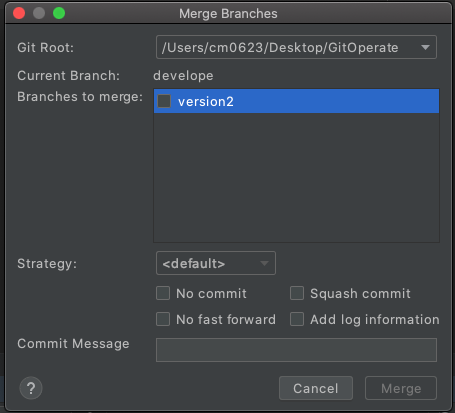 Merge Branches
Git Root: /Users/cm0623/Desktop/GitOperate
Current Branch: develope
Branches to merge: version2
Strategy: <default>
No commit Squash commit
No fast forward Add log information
Commit Message
? Cancel Merge